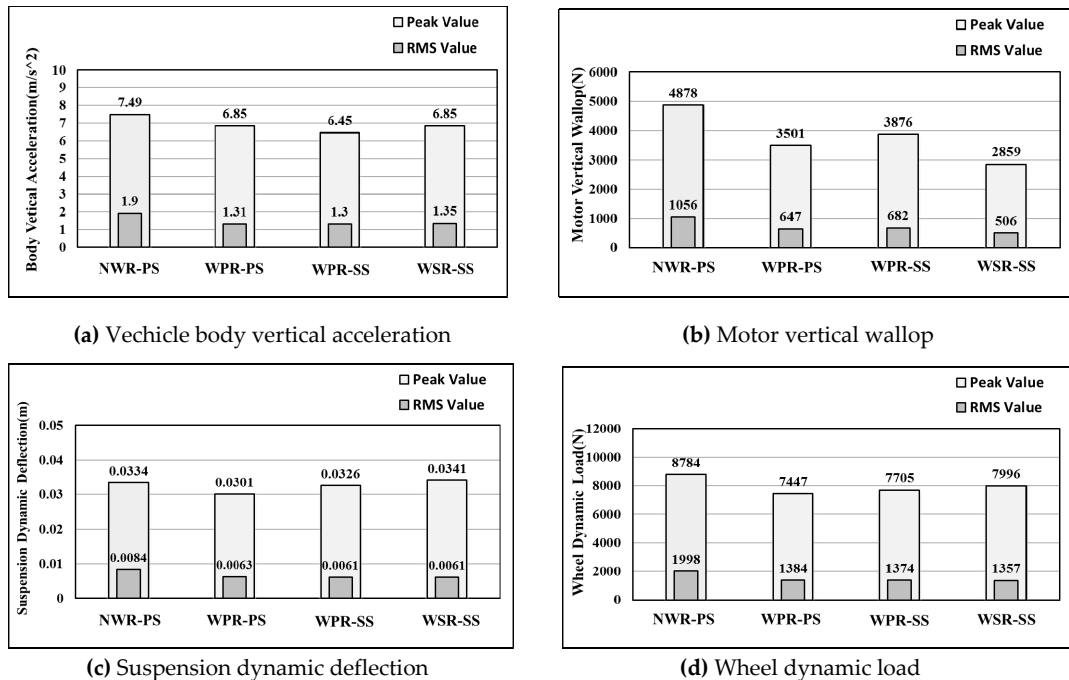 Peak Value
RMS Value
Body Vetical Acceleration(m/s^2)
10
9
8
7
6
5
4
3
2
1
0
7.49
6.85
6.45
6.85
1.9
1.31
1.3
1.35
NWR-PS
WPR-PS
WPR-SS
WSR-SS
(a) Vechicle body vertical acceleration
Peak Value
RMS Value
Motor Vertical Wallop(N)
6000
5000
4000
3000
2000
1000
0
4878
3501
3876
2859
1056
647
682
506
NWR-PS
WPR-PS
WPR-SS
WSR-SS
(b) Motor vertical wallop
Peak Value
RMS Value
Suspension Dynamic Deflection(m)
0.05
0.04
0.03
0.02
0.01
0
0.0334
0.0301
0.0326
0.0341
0.0084
0.0063
0.0061
0.0061
NWR-PS
WPR-PS
WPR-SS
WSR-SS
(c) Suspension dynamic deflection
Peak Value
RMS Value
Wheel Dynamic Load(N)
12000
10000
8000
6000
4000
2000
0
8784
7447
7705
7996
1998
1384
1374
1357
NWR-PS
WPR-PS
WPR-SS
WSR-SS
(d) Wheel dynamic load